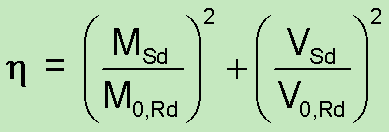 η = (M_Sd / M_0,Rd)² + (V_Sd / V_0,Rd)²